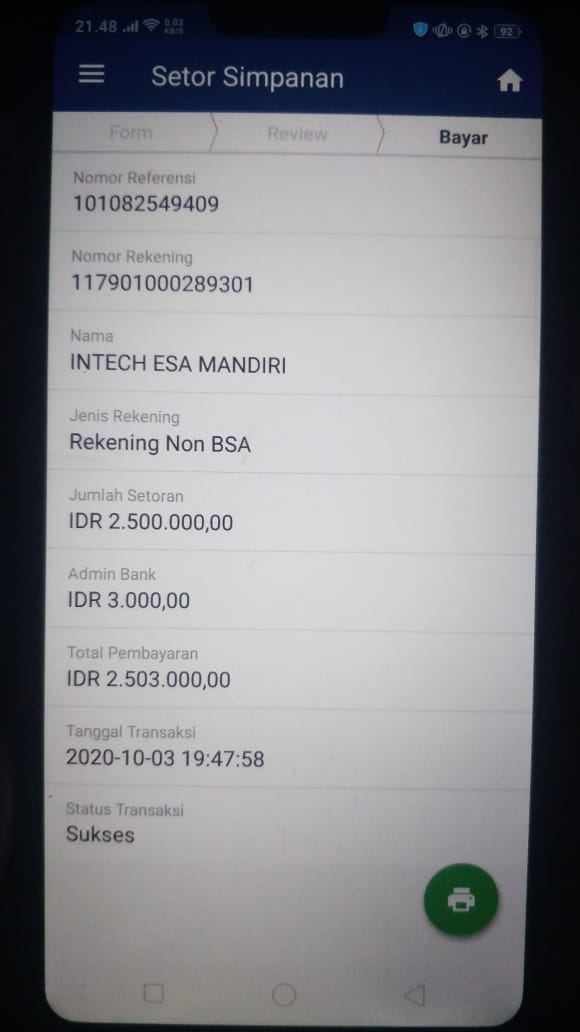 21.48 0.03 KB/S 92
Setor Simpanan
Form Review Bayar
Nomor Referensi
101082549409
Nomor Rekening
117901000289301
Nama
INTECH ESA MANDIRI
Jenis Rekening
Rekening Non BSA
Jumlah Setoran
IDR 2.500.000,00
Admin Bank
IDR 3.000,00
Total Pembayaran
IDR 2.503.000,00
Tanggal Transaksi
2020-10-03 19:47:58
Status Transaksi
Sukses